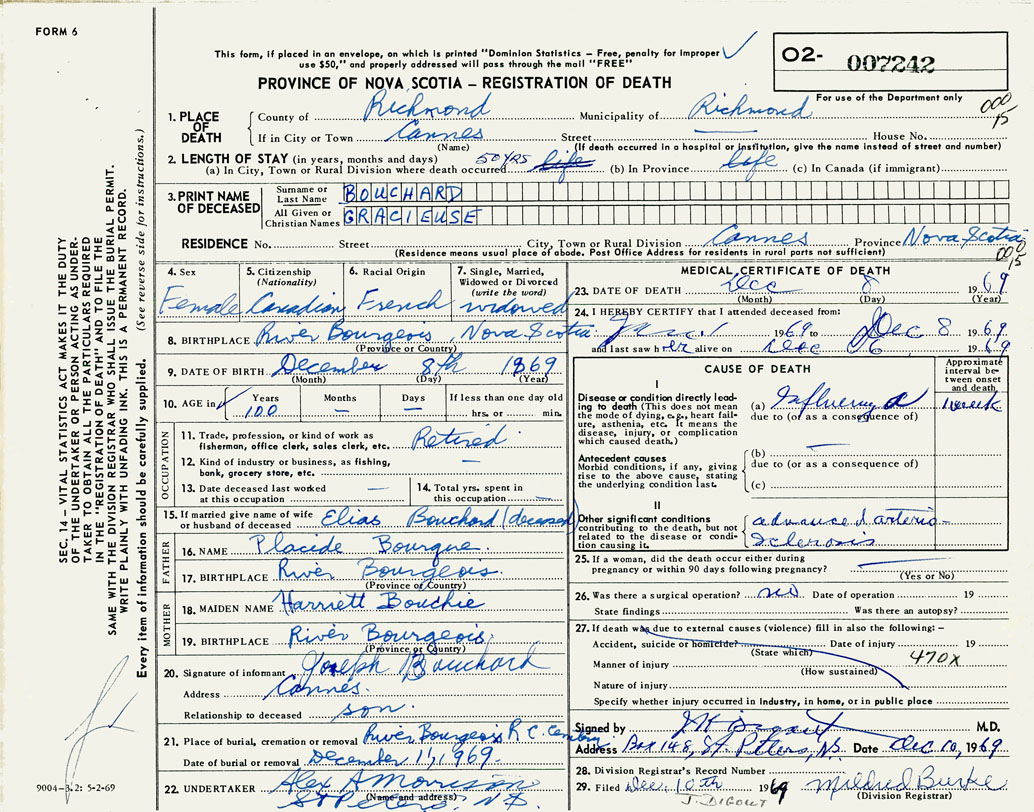 FORM 6
This form, if placed in an envelope, on which is printed "Dominion Statistics – Free, penalty for improper
use $50," and properly addressed will pass through the mail "FREE"
O2- 007242
For use of the Department only
PROVINCE OF NOVA SCOTIA – REGISTRATION OF DEATH
000
15
1. PLACE OF DEATH
County of Richmond Municipality of Richmond
If in City or Town Cannes Street House No.
(Name) (If death occurred in a hospital or institution, give the name instead of street and number)
2. LENGTH OF STAY (in years, months and days)
(a) In City, Town or Rural Division where death occurred 50 YRS life (b) In Province Life (c) In Canada (if immigrant)
3. PRINT NAME OF DECEASED
Surname or Last Name BOUCHARD
All Given or Christian Names GRACIEUSE
RESIDENCE No. Street City, Town or Rural Division Cannes Province Nova Scotia
(Residence means usual place of abode. Post Office Address for residents in rural parts not sufficient)
00
15
4. Sex
Female
5. Citizenship
(Nationality)
Canadian
6. Racial Origin
French
7. Single, Married,
Widowed or Divorced
(write the word)
widowed
8. BIRTHPLACE River Bourgeois, Nova Scotia
(Province or Country)
9. DATE OF BIRTH December 8th 1869
(Month) (Day) (Year)
10. AGE in Years Months Days If less than one day old
100 – – hrs. or min.
OCCUPATION
11. Trade, profession, or kind of work as
fisherman, office clerk, sales clerk, etc. Retired
12. Kind of industry or business, as fishing,
bank, grocery store, etc. –
13. Date deceased last worked
at this occupation –
14. Total yrs. spent in
this occupation –
15. If married give name of wife
or husband of deceased Elias Bouchard (deceased)
FATHER
16. NAME Placide Bourque
17. BIRTHPLACE River Bourgeois
(Province or Country)
MOTHER
18. MAIDEN NAME Harriett Bouchie
19. BIRTHPLACE River Bourgeois
(Province or Country)
20. Signature of informant Joseph Bouchard
Address Cannes
Relationship to deceased son
21. Place of burial, cremation or removal River Bourgeois R C. Cemetery
Date of burial or removal December 11, 1969
22. UNDERTAKER Alex A Morrison
St Peters, N.S.
(Name and address)
MEDICAL CERTIFICATE OF DEATH
23. DATE OF DEATH Dec 8 1969
(Month) (Day) (Year)
24. I HEREBY CERTIFY that I attended deceased from:
1969 to Dec 8 1969
and last saw her alive on Dec 06 1969
CAUSE OF DEATH
Approximate
interval be-
tween onset
and death
I
Disease or condition directly lead-
ing to death (This does not mean
the mode of dying, e.g., heart fail-
ure, asthenia, etc. It means the
disease, injury, or complication
which caused death.)
(a) Influenza 1 week
due to (or as a consequence of)
Antecedent causes
Morbid conditions, if any, giving
rise to the above cause, stating
the underlying condition last.
(b) –
due to (or as a consequence of)
(c)
II
Other significant conditions
contributing to the death, but not
related to the disease or condi-
tion causing it.
advanced arterio-
sclerosis
25. If a woman, did the death occur either during
pregnancy or within 90 days following pregnancy? –
(Yes or No)
26. Was there a surgical operation? no Date of operation 19
State findings Was there an autopsy?
27. If death was due to external causes (violence) fill in also the following: –
Accident, suicide or homicide? Date of injury 19
(State which)
470X
Manner of injury
(How sustained)
Nature of injury
Specify whether injury occurred in Industry, in home, or in public place
Signed by M.D.
Address Box 148, St. Peters, N.S. Date Dec 10, 1969
28. Division Registrar's Record Number
29. Filed Dec. 10th 1969 Mildred Burke
J. DIGOUT (Division Registrar)
SEC. 14 – VITAL STATISTICS ACT MAKES IT THE DUTY
OF THE UNDERTAKER OR PERSON ACTING AS UNDER-
TAKER TO OBTAIN ALL THE PARTICULARS REQUIRED
IN THE "REGISTRATION OF DEATH" AND TO FILE THE
SAME WITH THE DIVISION REGISTRAR WHO SHALL ISSUE THE BURIAL PERMIT.
WRITE PLAINLY WITH UNFADING INK. THIS IS A PERMANENT RECORD.
Every item of information should be carefully supplied. (See reverse side for instructions.)
9004-3.2: 5-2-69